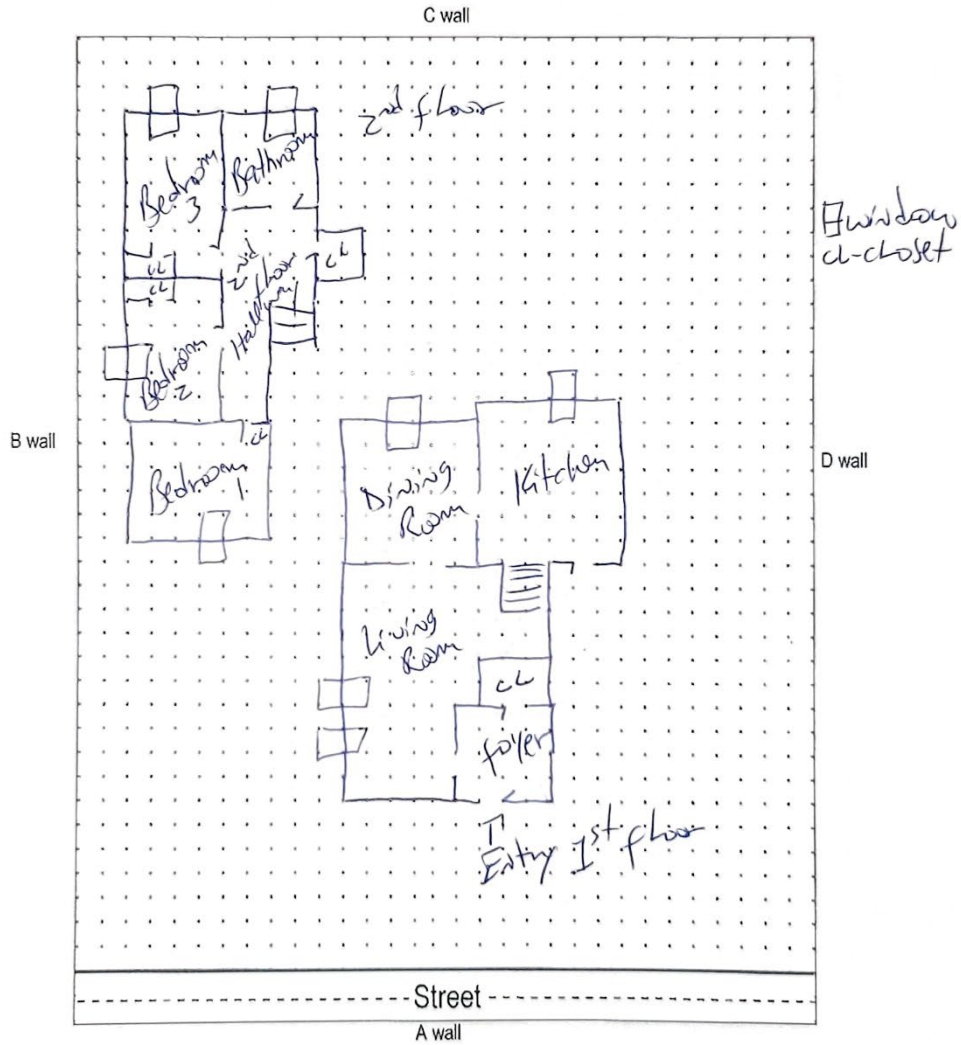 C wall
2nd floor
Bedroom
3
Bathroom
window
CL-closet
CL
CL
CL
2nd floor
Hallway
Bedroom
2
B wall
CL
Bedroom
1
Dining
Room
Kitchen
D wall
Living
Room
CL
foyer
Entry 1st floor
Street
A wall